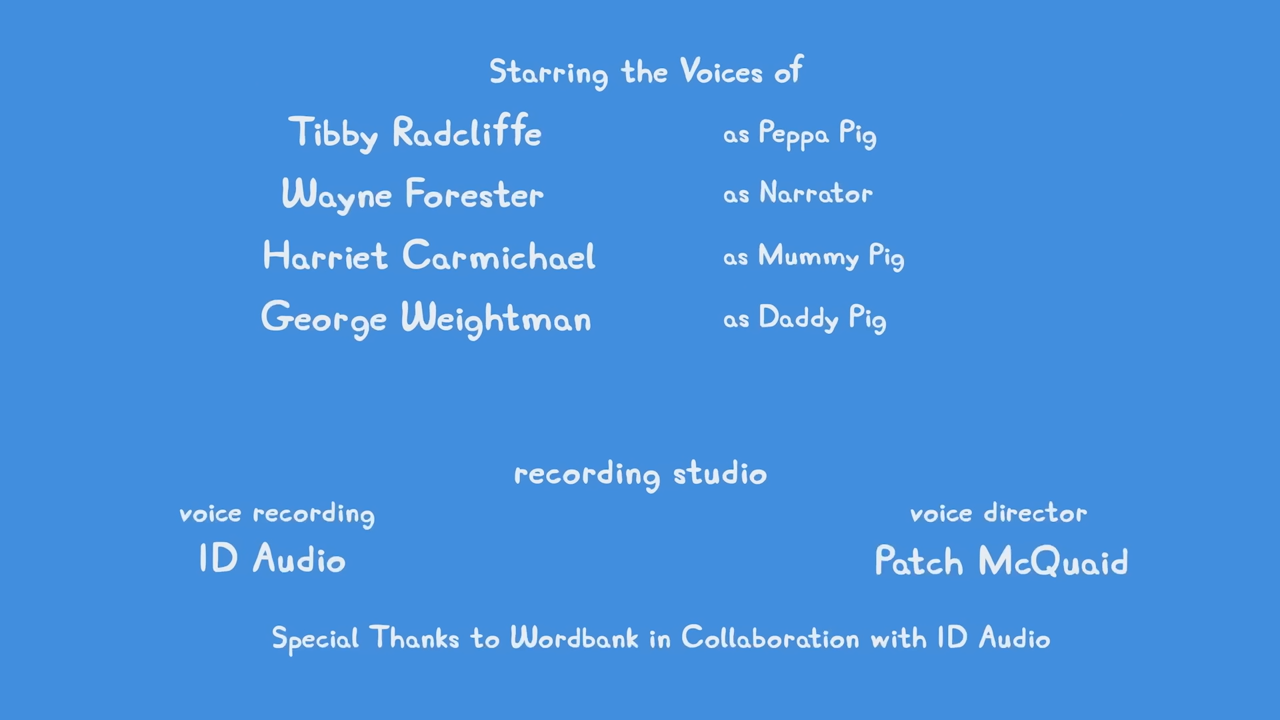 Starring the Voices of
Tibby Radcliffe as Peppa Pig
Wayne Forester as Narrator
Harriet Carmichael as Mummy Pig
George Weightman as Daddy Pig
recording studio
voice recording voice director
ID Audio Patch McQuaid
Special Thanks to Wordbank in Collaboration with ID Audio